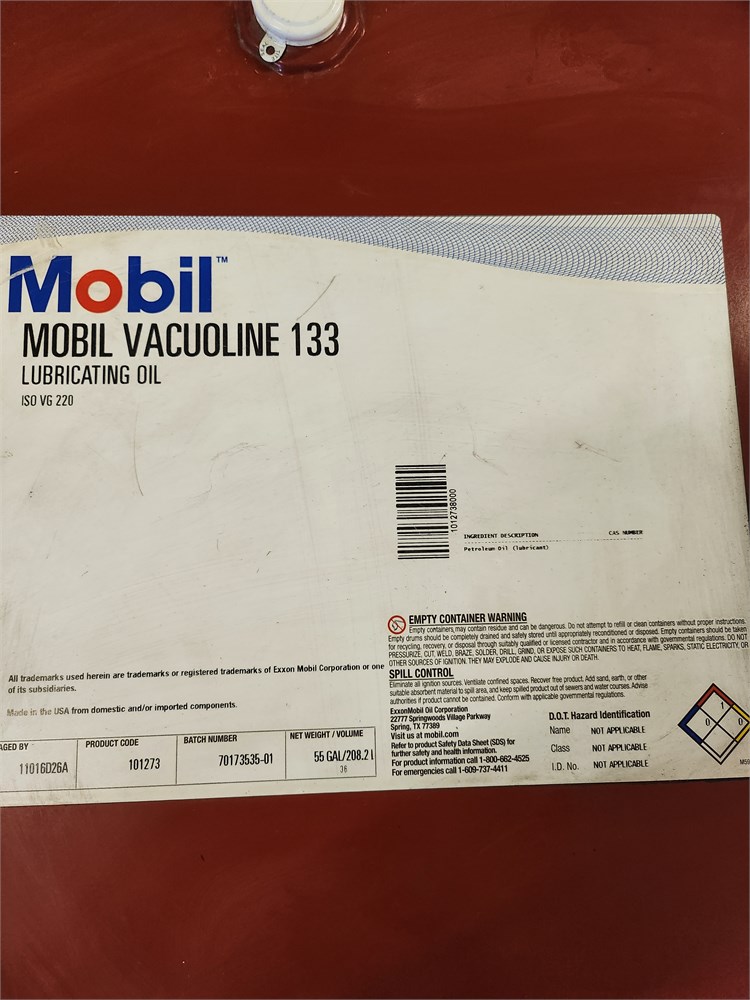 Mobil™
MOBIL VACUOLINE 133
LUBRICATING OIL
ISO VG 220
1012738000
INGREDIENT DESCRIPTION CAS NUMBER
Petroleum Oil (lubricant)
EMPTY CONTAINER WARNING
Empty containers may contain residue and can be dangerous. Do not attempt to refill or clean containers without proper instructions.
Empty drums should be completely drained and safely stored until appropriately reconditioned or disposed. Empty containers should be taken
for recycling, recovery, or disposal through suitably qualified or licensed contractor and in accordance with governmental regulations. DO NOT
PRESSURIZE, CUT, WELD, BRAZE, SOLDER, DRILL, GRIND, OR EXPOSE SUCH CONTAINERS TO HEAT, FLAME, SPARKS, STATIC ELECTRICITY, OR
OTHER SOURCES OF IGNITION. THEY MAY EXPLODE AND CAUSE INJURY OR DEATH.
SPILL CONTROL
Eliminate all ignition sources. Ventilate confined spaces. Recover free product. Add sand, earth, or other
suitable absorbent material to spill area, and keep spilled product out of sewers and water courses. Advise
authorities if product cannot be contained. Conform with applicable governmental regulations.
ExxonMobil Oil Corporation
22777 Springwoods Village Parkway
Spring, TX 77389
Visit us at mobil.com
Refer to product Safety Data Sheet (SDS) for
further safety and health information.
For product information call 1-800-662-4525
For emergencies call 1-609-737-4411
D.O.T. Hazard Identification
Name NOT APPLICABLE
Class NOT APPLICABLE
I.D. No. NOT APPLICABLE
1
0 0
All trademarks used herein are trademarks or registered trademarks of Exxon Mobil Corporation or one
of its subsidiaries.
Made in the USA from domestic and/or imported components.
AGED BY PRODUCT CODE BATCH NUMBER NET WEIGHT / VOLUME
11016D26A 101273 70173535-01 55 GAL/208.2 l
36